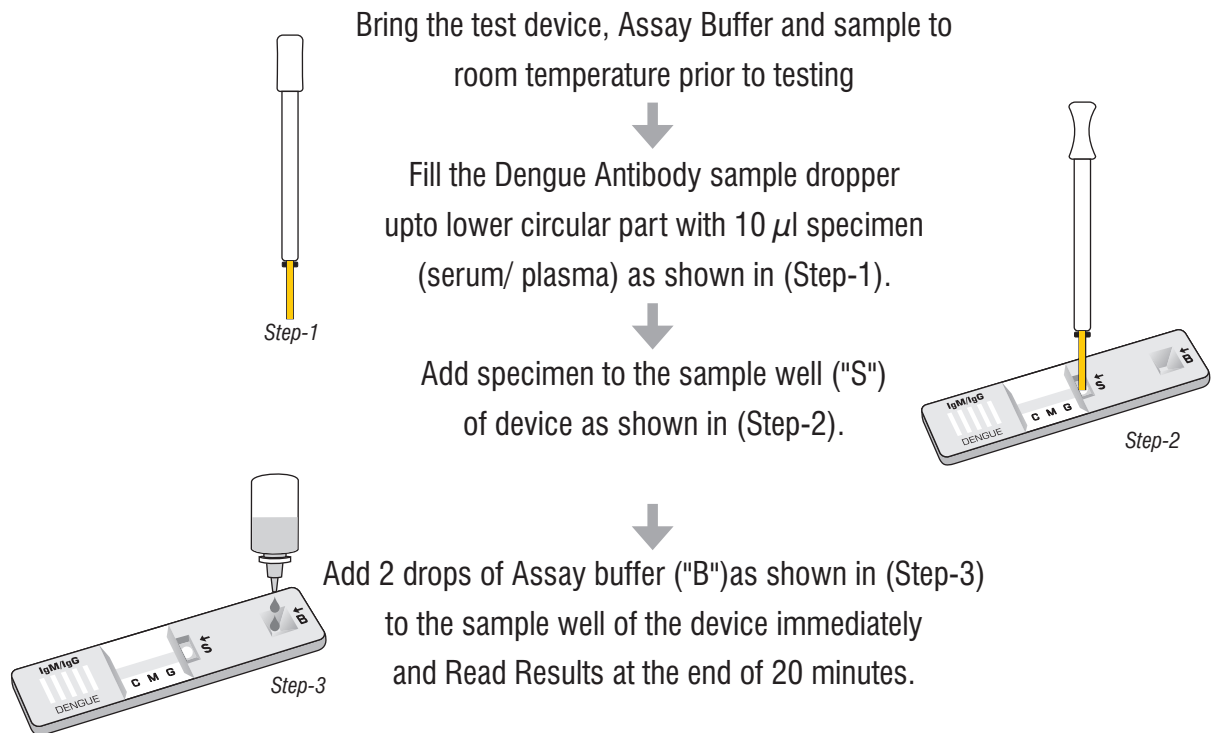 Bring the test device, Assay Buffer and sample to
room temperature prior to testing
Fill the Dengue Antibody sample dropper
upto lower circular part with 10 µl specimen
(serum/ plasma) as shown in (Step-1).
Step-1
Add specimen to the sample well ("S")
of device as shown in (Step-2).
IgM/IgG
DENGUE
C M G
S
B
Step-2
Add 2 drops of Assay buffer ("B")as shown in (Step-3)
to the sample well of the device immediately
and Read Results at the end of 20 minutes.
IgM/IgG
DENGUE
C M G
S
B
Step-3